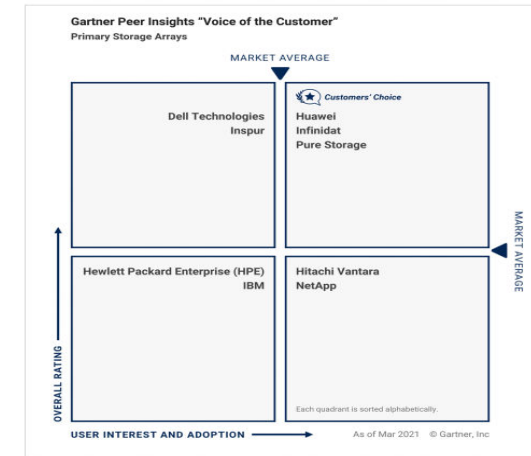 Gartner Peer Insights “Voice of the Customer”
Primary Storage Arrays
MARKET AVERAGE
Dell Technologies
Inspur
Customers’ Choice
Huawei
Infinidat
Pure Storage
MARKET AVERAGE
Hewlett Packard Enterprise (HPE)
IBM
Hitachi Vantara
NetApp
Each quadrant is sorted alphabetically.
OVERALL RATING
USER INTEREST AND ADOPTION
As of Mar 2021 © Gartner, Inc